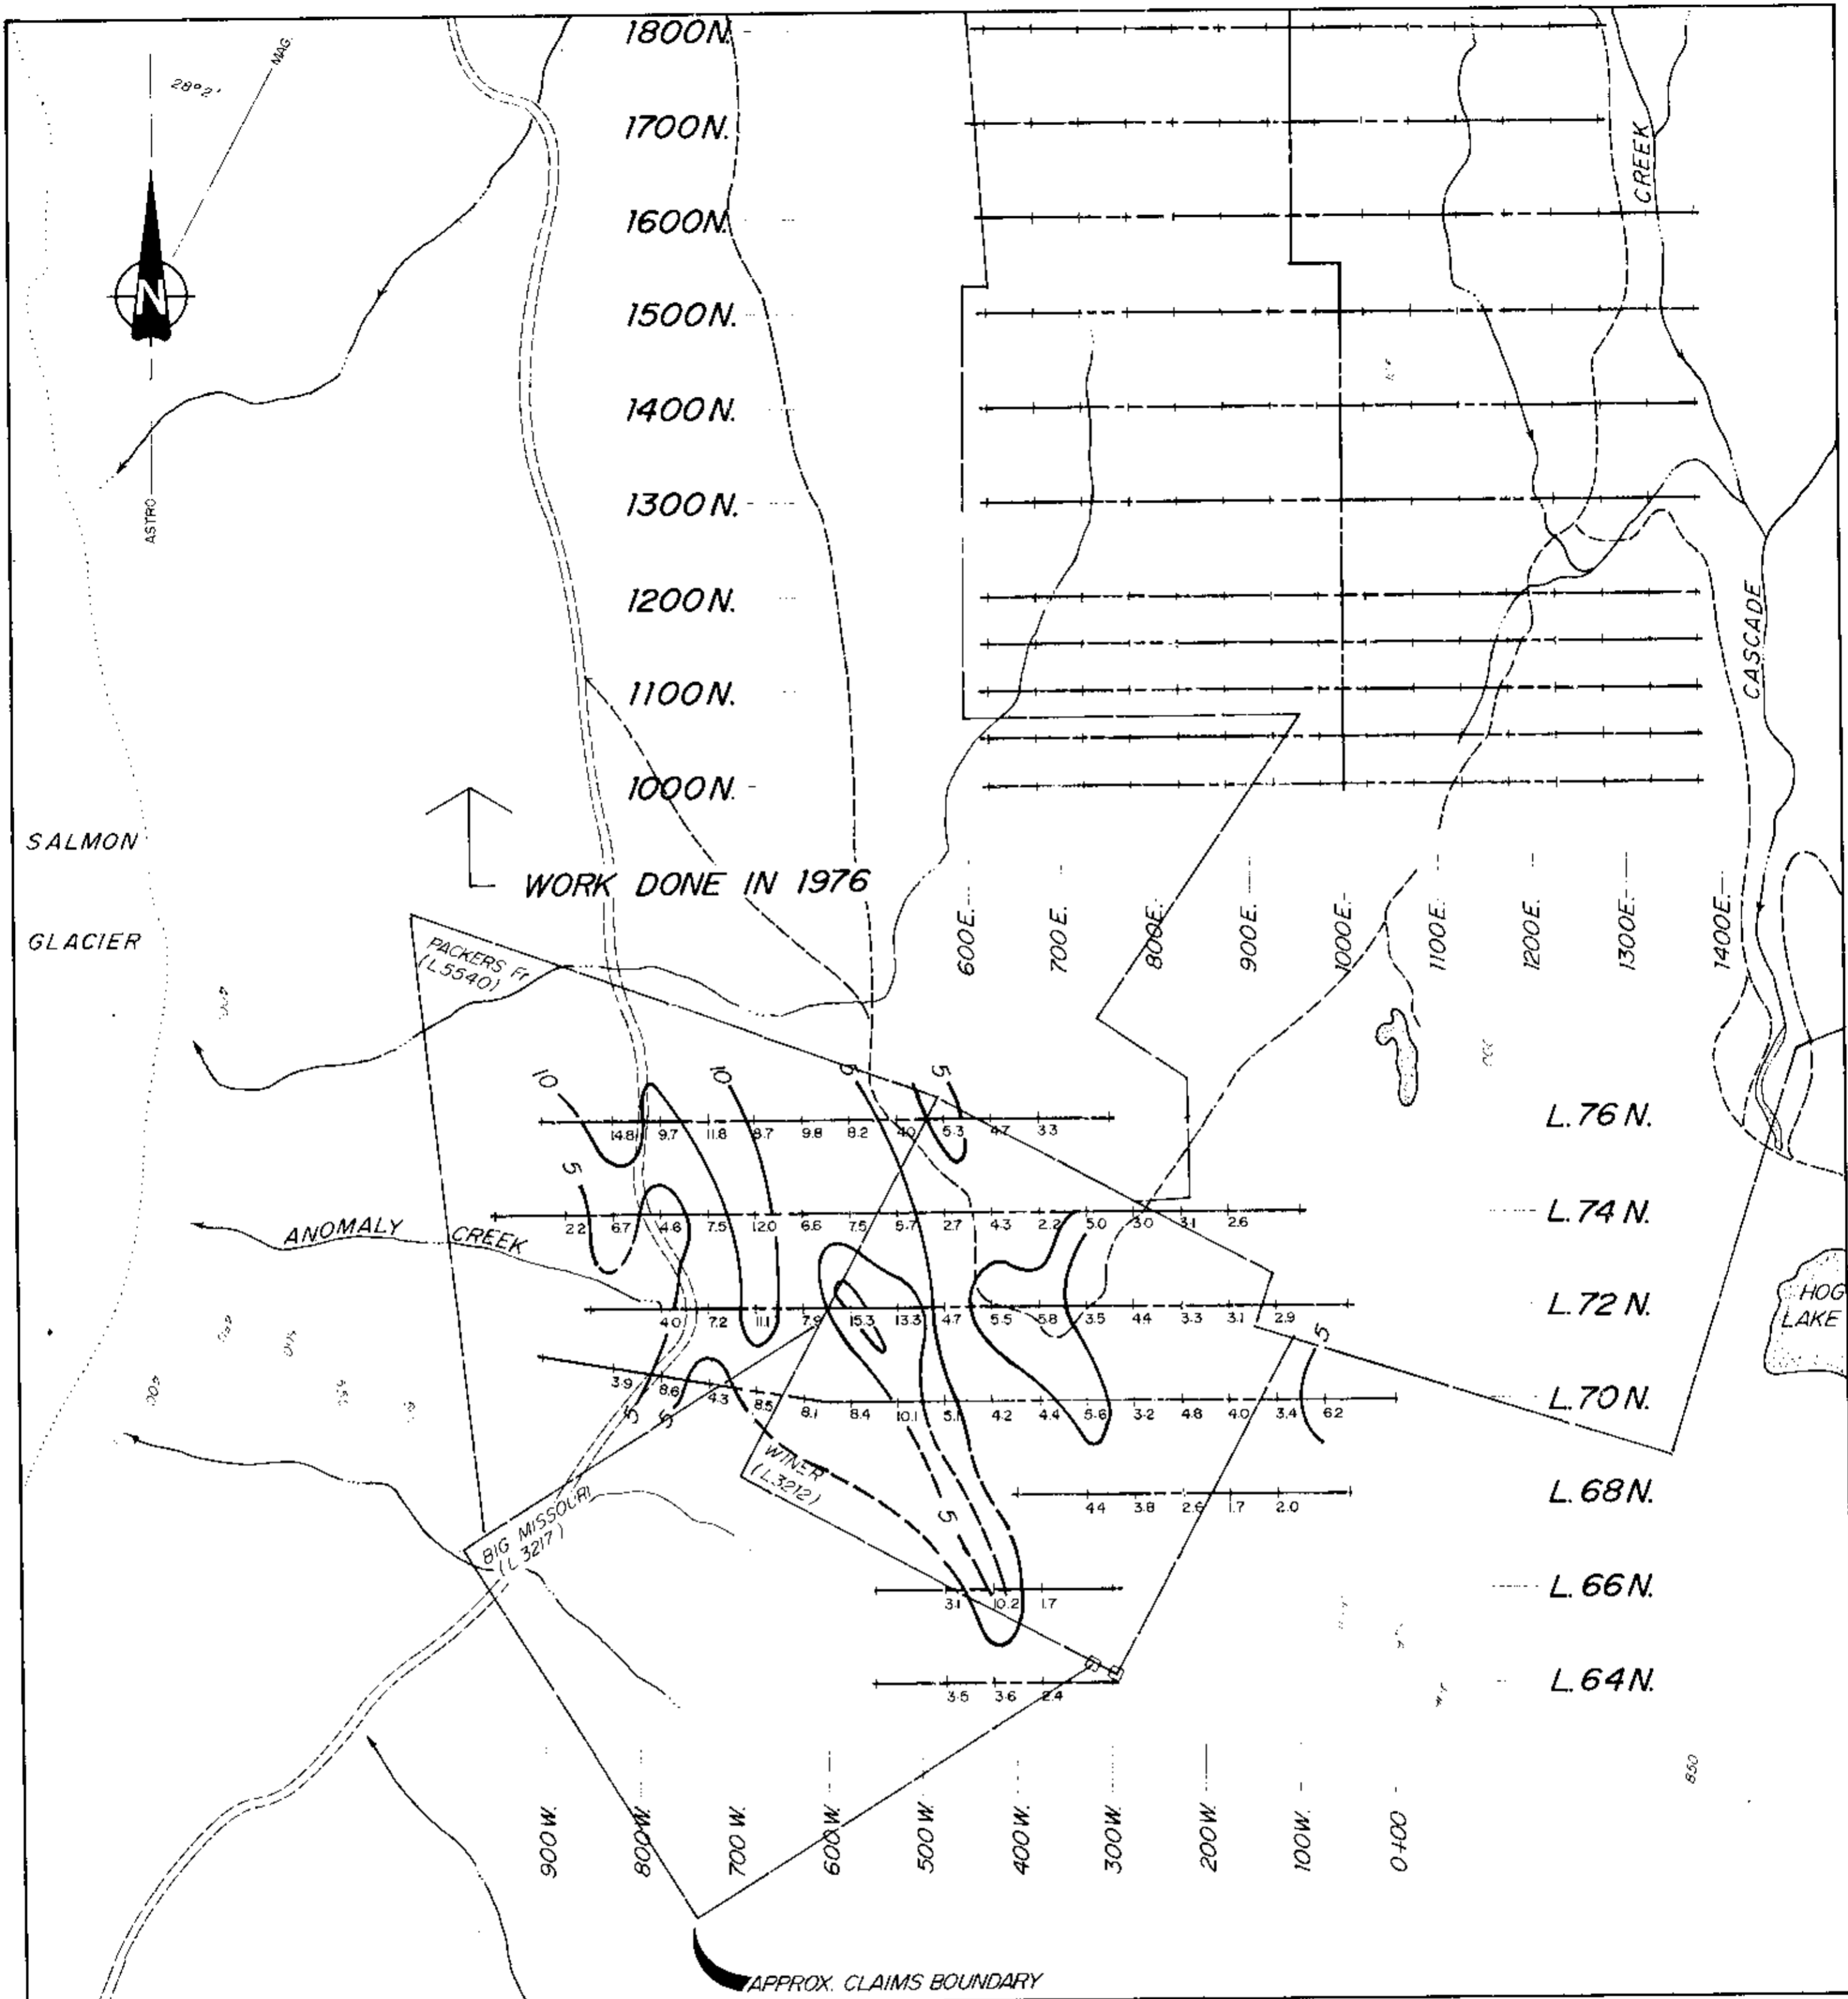 MAG.
28°2'
N
ASTRO
1800N.
1700N.
1600N.
1500N.
1400N.
1300N.
1200N.
1100N.
1000N.
CREEK
CASCADE
SALMON
GLACIER
WORK DONE IN 1976
600E.
700E.
800E.
900E.
1000E.
1100E.
1200E.
1300E.
1400E.
PACKERS Fr
(L5540)
10
10
5
5
14.8 9.7 11.8 8.7 9.8 8.2 4.0 5.3 4.7 3.3
L.76 N.
5
2.2 6.7 4.6 7.5 12.0 6.6 7.5 5.7 2.7 4.3 2.2 5.0 3.0 3.1 2.6
L.74 N.
ANOMALY CREEK
4.0 7.2 11.1 7.9 15.3 13.3 4.7 5.5 5.8 3.5 4.4 3.3 3.1 2.9
L.72 N.
HOG
LAKE
5
3.9 8.6 4.3 8.5 8.1 8.4 10.1 5.1 4.2 4.4 5.6 3.2 4.8 4.0 3.4 6.2
L.70 N.
5
5
WINER
(L3212)
4.4 3.8 2.6 1.7 2.0
L.68 N.
BIG MISSOURI
(L 3217)
5
3.1 10.2 1.7
L.66 N.
3.5 3.6 2.4
L.64 N.
850
900W.
800W.
700W.
600W.
500W.
400W.
300W.
200W.
100W.
0+00
APPROX. CLAIMS BOUNDARY